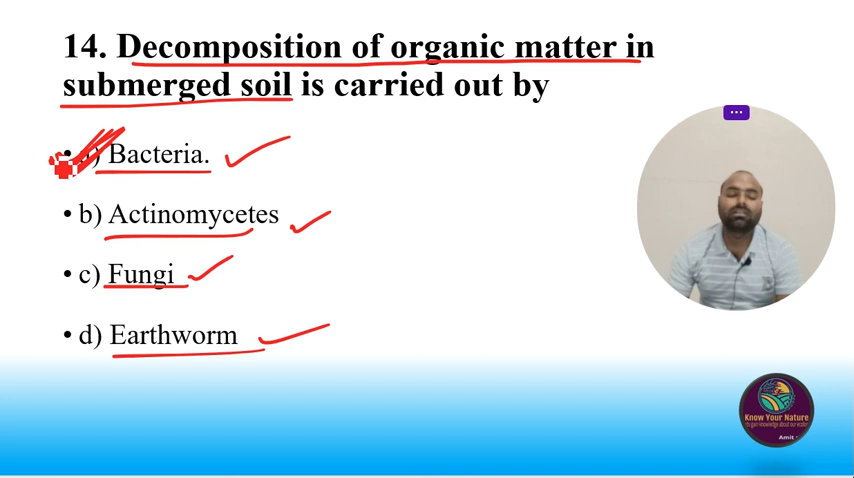 14. Decomposition of organic matter in
submerged soil is carried out by
• a) Bacteria.
• b) Actinomycetes
• c) Fungi
• d) Earthworm
Know Your Nature
Amit